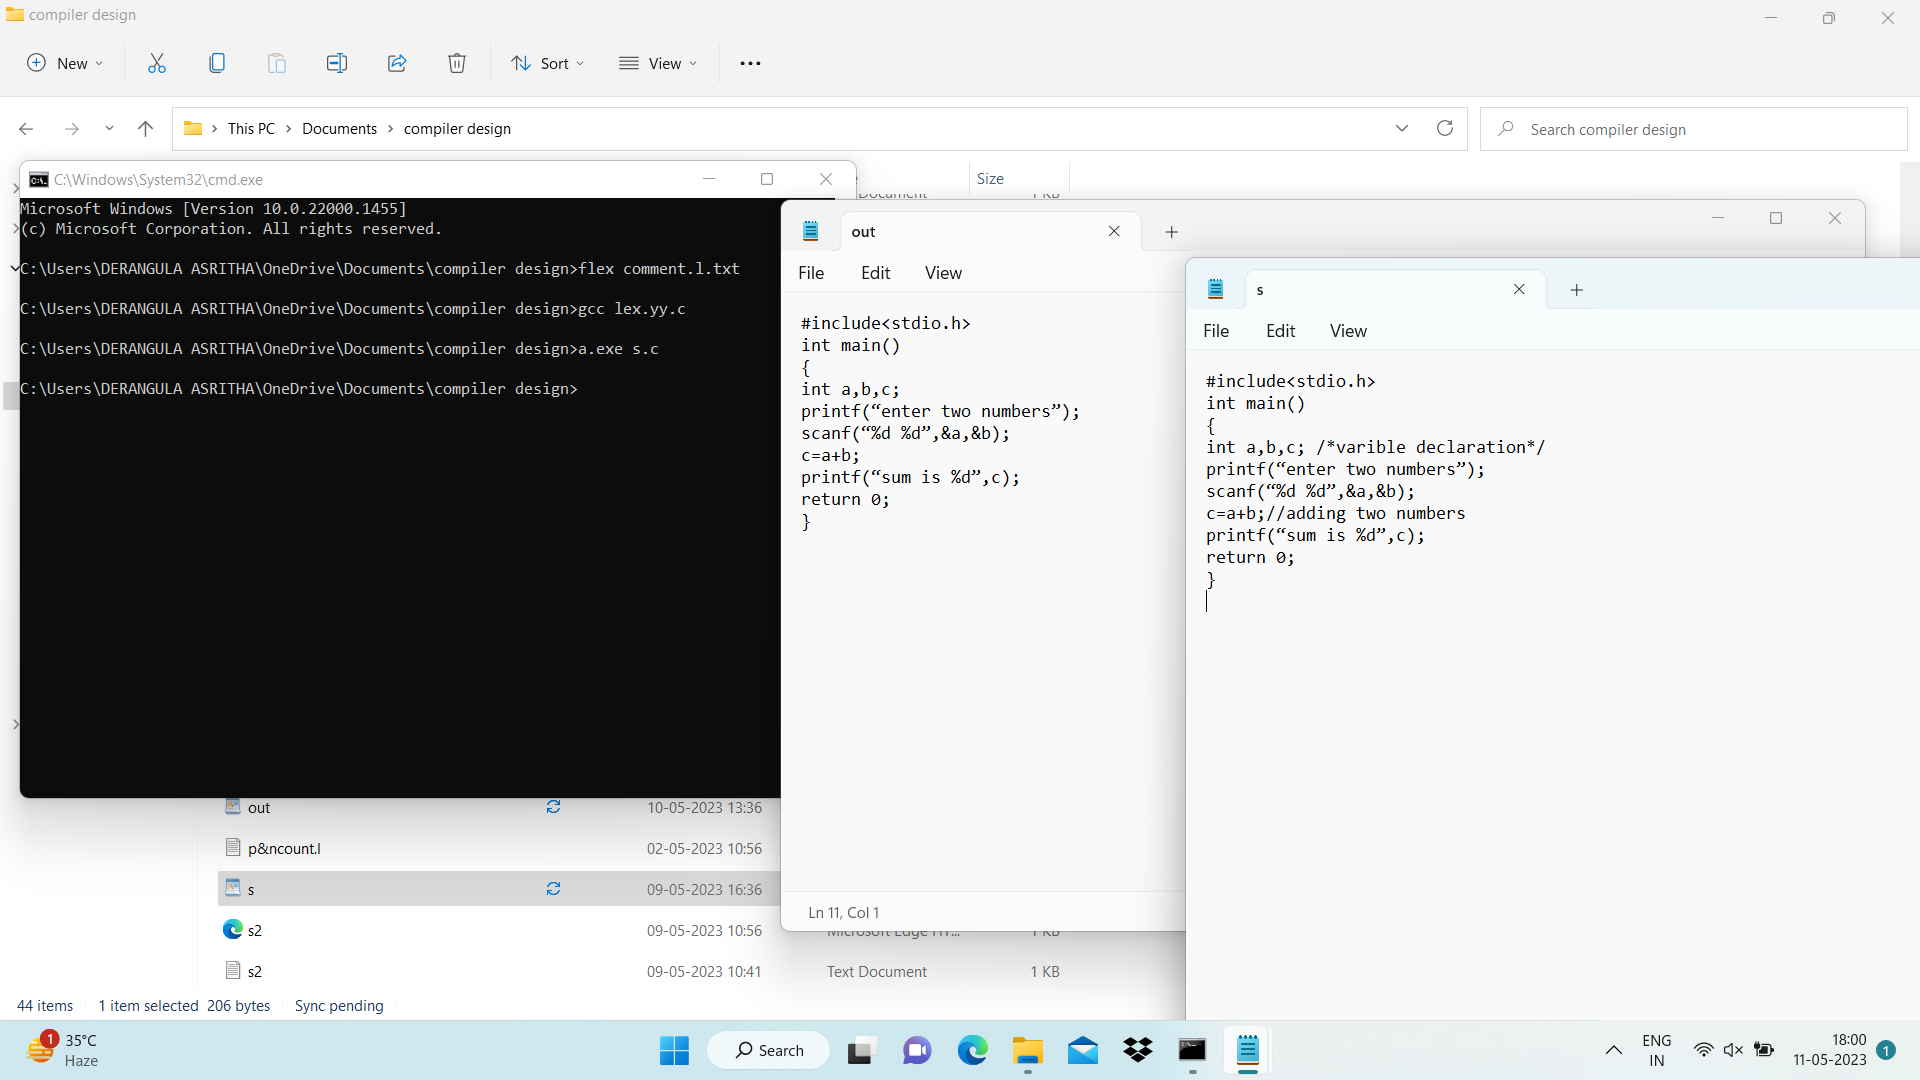 compiler design
New
Sort
View
This PC
Documents
compiler design
Search compiler design
Size
C:\Windows\System32\cmd.exe
Microsoft Windows [Version 10.0.22000.1455]
(c) Microsoft Corporation. All rights reserved.
C:\Users\DERANGULA ASRITHA\OneDrive\Documents\compiler design>flex comment.l.txt
C:\Users\DERANGULA ASRITHA\OneDrive\Documents\compiler design>gcc lex.yy.c
C:\Users\DERANGULA ASRITHA\OneDrive\Documents\compiler design>a.exe s.c
C:\Users\DERANGULA ASRITHA\OneDrive\Documents\compiler design>
Document 1 KB
out
File Edit View
#include<stdio.h>
int main()
{
int a,b,c;
printf(“enter two numbers”);
scanf(“%d %d”,&a,&b);
c=a+b;
printf(“sum is %d”,c);
return 0;
}
Ln 11, Col 1
s
File Edit View
#include<stdio.h>
int main()
{
int a,b,c; /*varible declaration*/
printf(“enter two numbers”);
scanf(“%d %d”,&a,&b);
c=a+b;//adding two numbers
printf(“sum is %d”,c);
return 0;
}
out 10-05-2023 13:36
p&ncount.l 02-05-2023 10:56
s 09-05-2023 16:36
s2 09-05-2023 10:56 Microsoft Edge 1 KB
s2 09-05-2023 10:41 Text Document 1 KB
44 items 1 item selected 206 bytes Sync pending
1
35°C
Haze
Search
ENG
IN
18:00
11-05-2023
1